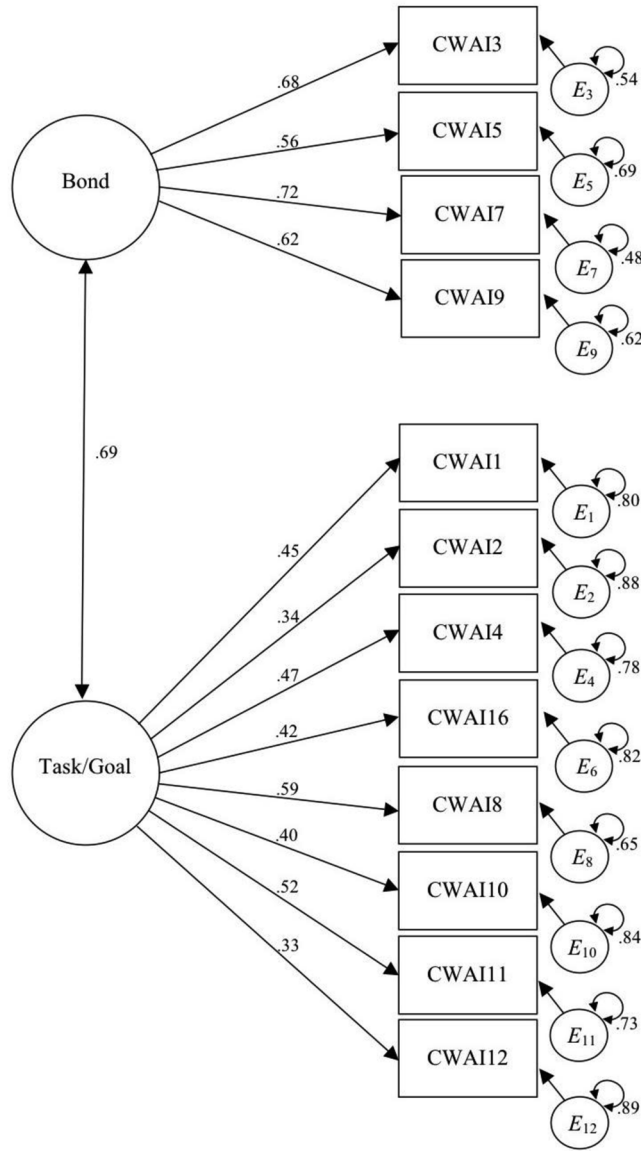 CWAI3
.68
E3
.54
CWAI5
.56
E5
.69
Bond
CWAI7
.72
E7
.48
CWAI9
.62
E9
.62
.69
CWAI1
.45
E1
.80
CWAI2
.34
E2
.88
CWAI4
.47
E4
.78
CWAI16
.42
E6
.82
Task/Goal
CWAI8
.59
E8
.65
CWAI10
.40
E10
.84
CWAI11
.52
E11
.73
CWAI12
.33
E12
.89